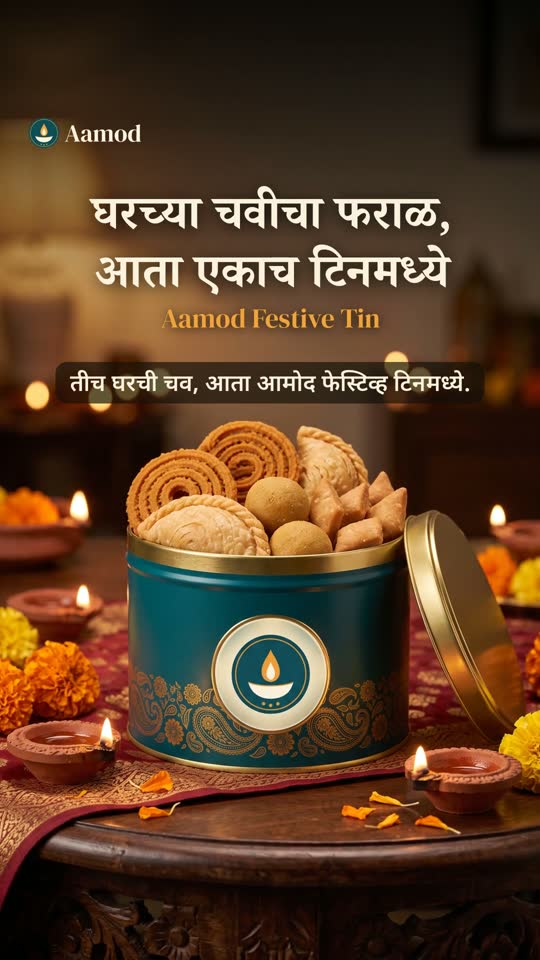 Aamod
घरच्या चवीचा फराळ,
आता एकाच टिनमध्ये
Aamod Festive Tin
तीच घरची चव, आता आमोद फेस्टिव्ह टिनमध्ये.